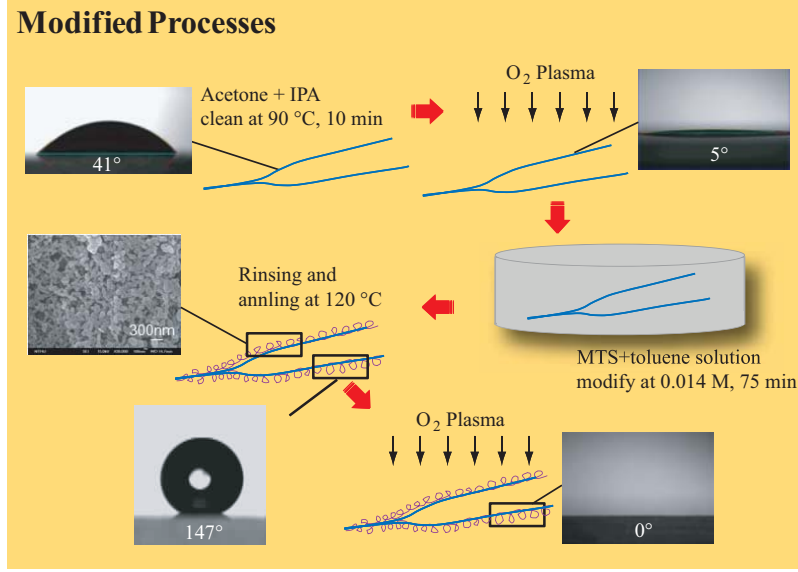 Modified Processes
Acetone + IPA
clean at 90 °C, 10 min
41°
O2 Plasma
5°
Rinsing and
annling at 120 °C
300nm
MTS+toluene solution
modify at 0.014 M, 75 min
147°
O2 Plasma
0°